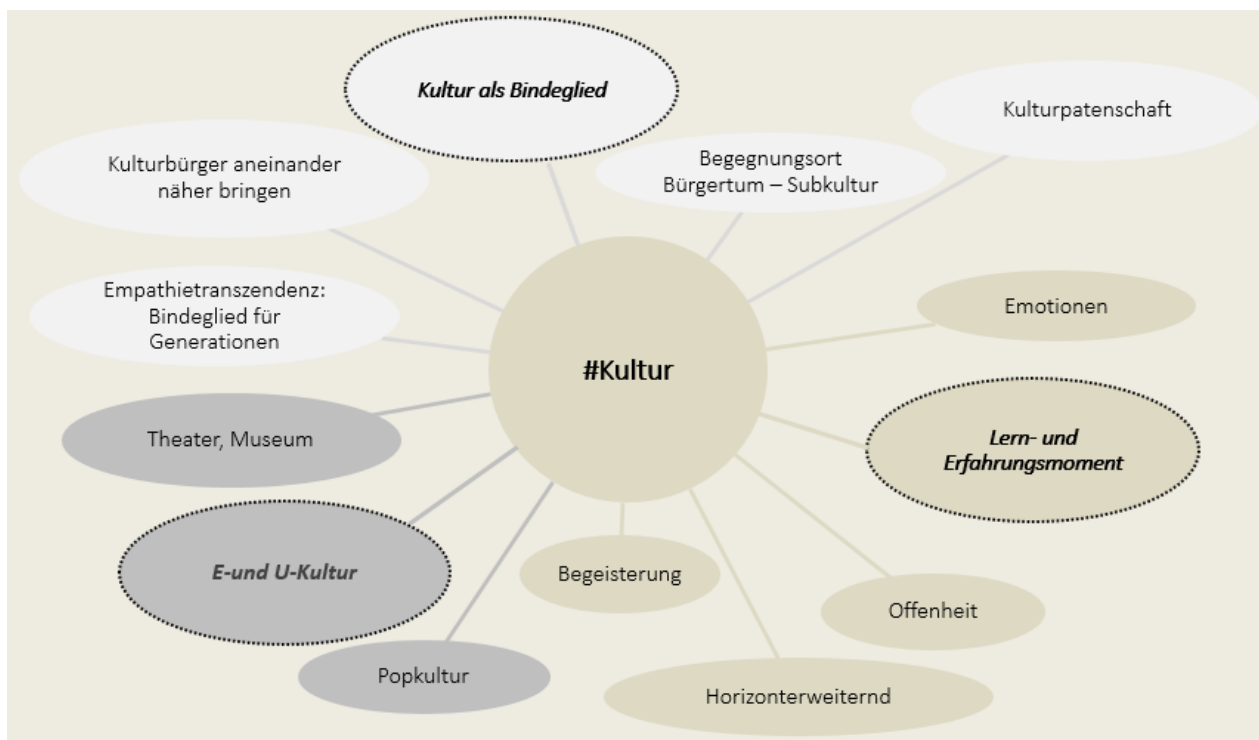 Kultur als Bindeglied
Kulturpatenschaft
Kulturbürger aneinander
näher bringen
Begegnungsort
Bürgertum – Subkultur
Empathietranszendenz:
Bindeglied für
Generationen
Emotionen
#Kultur
Theater, Museum
Lern- und
Erfahrungsmoment
E-und U-Kultur
Begeisterung
Offenheit
Popkultur
Horizonterweiternd